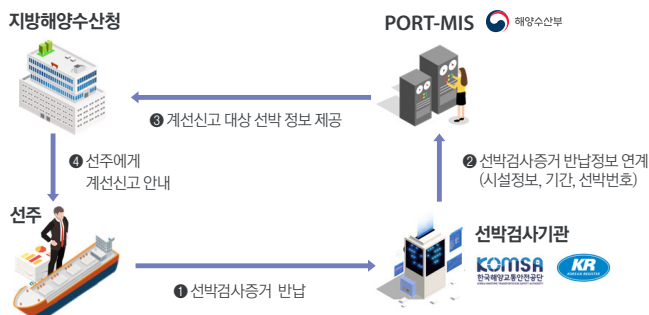 지방해양수산청
PORT-MIS
해양수산부
❸ 계선신고 대상 선박 정보 제공
❹ 선주에게
계선신고 안내
❷ 선박검사증거 반납정보 연계
(시설정보, 기간, 선박번호)
선주
선박검사기관
KOMSA
한국해양교통안전공단
KR
KOREAN REGISTER
❶ 선박검사증거 반납